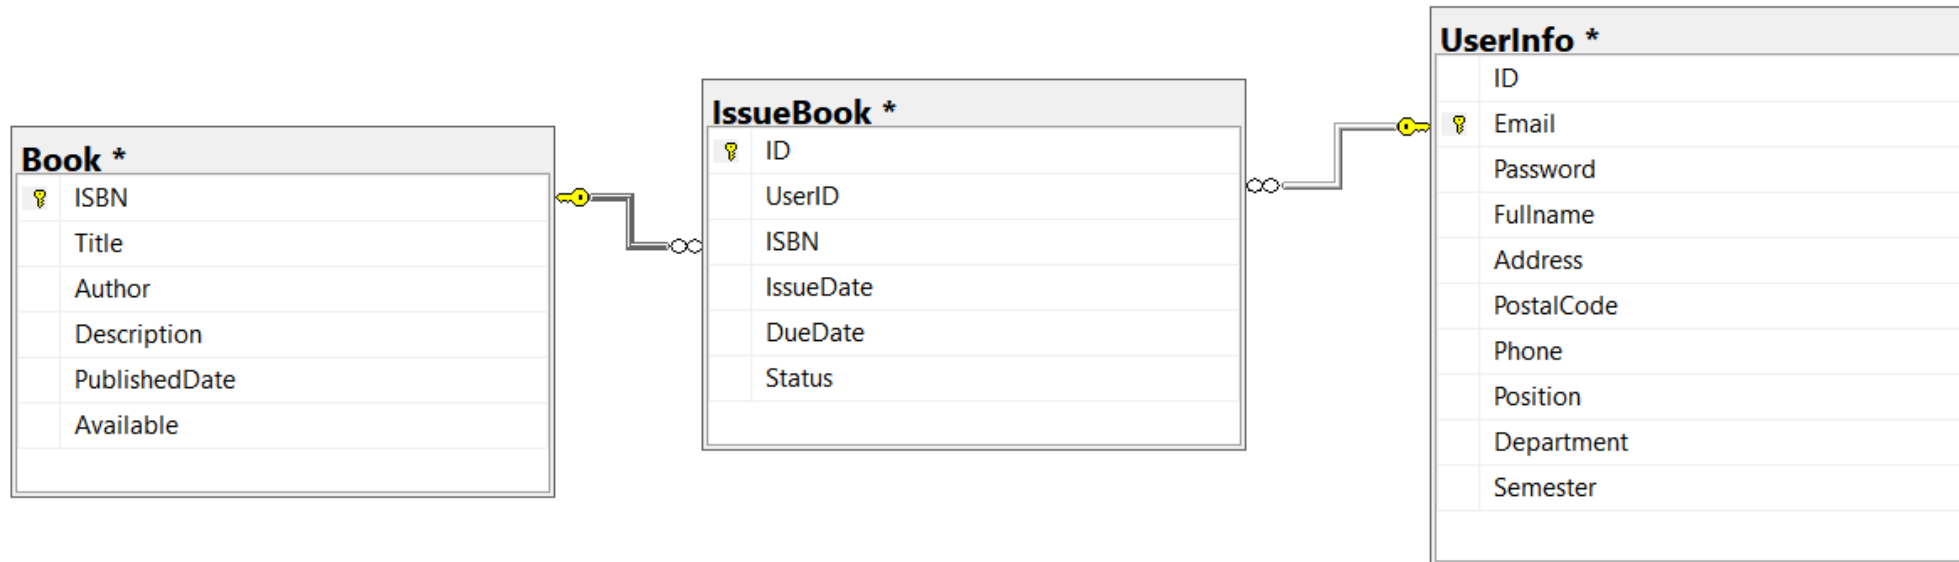 Book *
ISBN
Title
Author
Description
PublishedDate
Available
IssueBook *
ID
UserID
ISBN
IssueDate
DueDate
Status
UserInfo *
ID
Email
Password
Fullname
Address
PostalCode
Phone
Position
Department
Semester